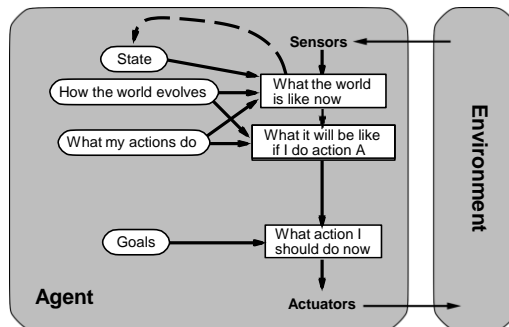 Sensors
State
How the world evolves
What the world
is like now
What my actions do
What it will be like
if I do action A
Goals
What action I
should do now
Agent
Actuators
Environment